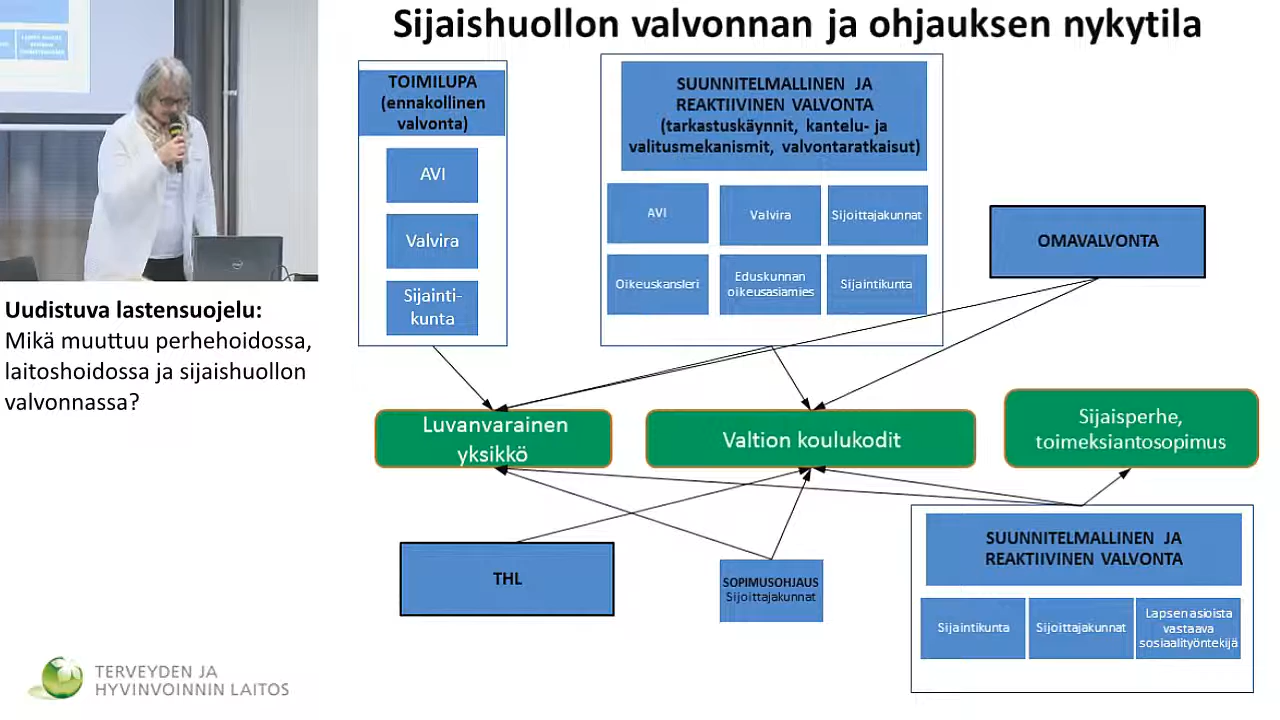 Sijaishuollon valvonnan ja ohjauksen nykytila
TOIMILUPA
(ennakollinen
valvonta)
AVI
Valvira
Sijainti-
kunta
SUUNNITELMALLINEN JA
REAKTIIVINEN VALVONTA
(tarkastuskäynnit, kantelu- ja
valitusmekanismit, valvontaratkaisut)
AVI
Valvira
Sijoittajakunnat
Oikeuskansleri
Eduskunnan
oikeusasiamies
Sijaintikunta
OMAVALVONTA
Uudistuva lastensuojelu:
Mikä muuttuu perhehoidossa,
laitoshoidossa ja sijaishuollon
valvonnassa?
Luvanvarainen
yksikkö
Valtion koulukodit
Sijaisperhe,
toimeksiantosopimus
THL
SOPIMUSOHJAUS
Sijoittajakunnat
SUUNNITELMALLINEN JA
REAKTIIVINEN VALVONTA
Sijaintikunta
Sijoittajakunnat
Lapsen asioista
vastaava
sosiaalityöntekijä
TERVEYDEN JA
HYVINVOINNIN LAITOS